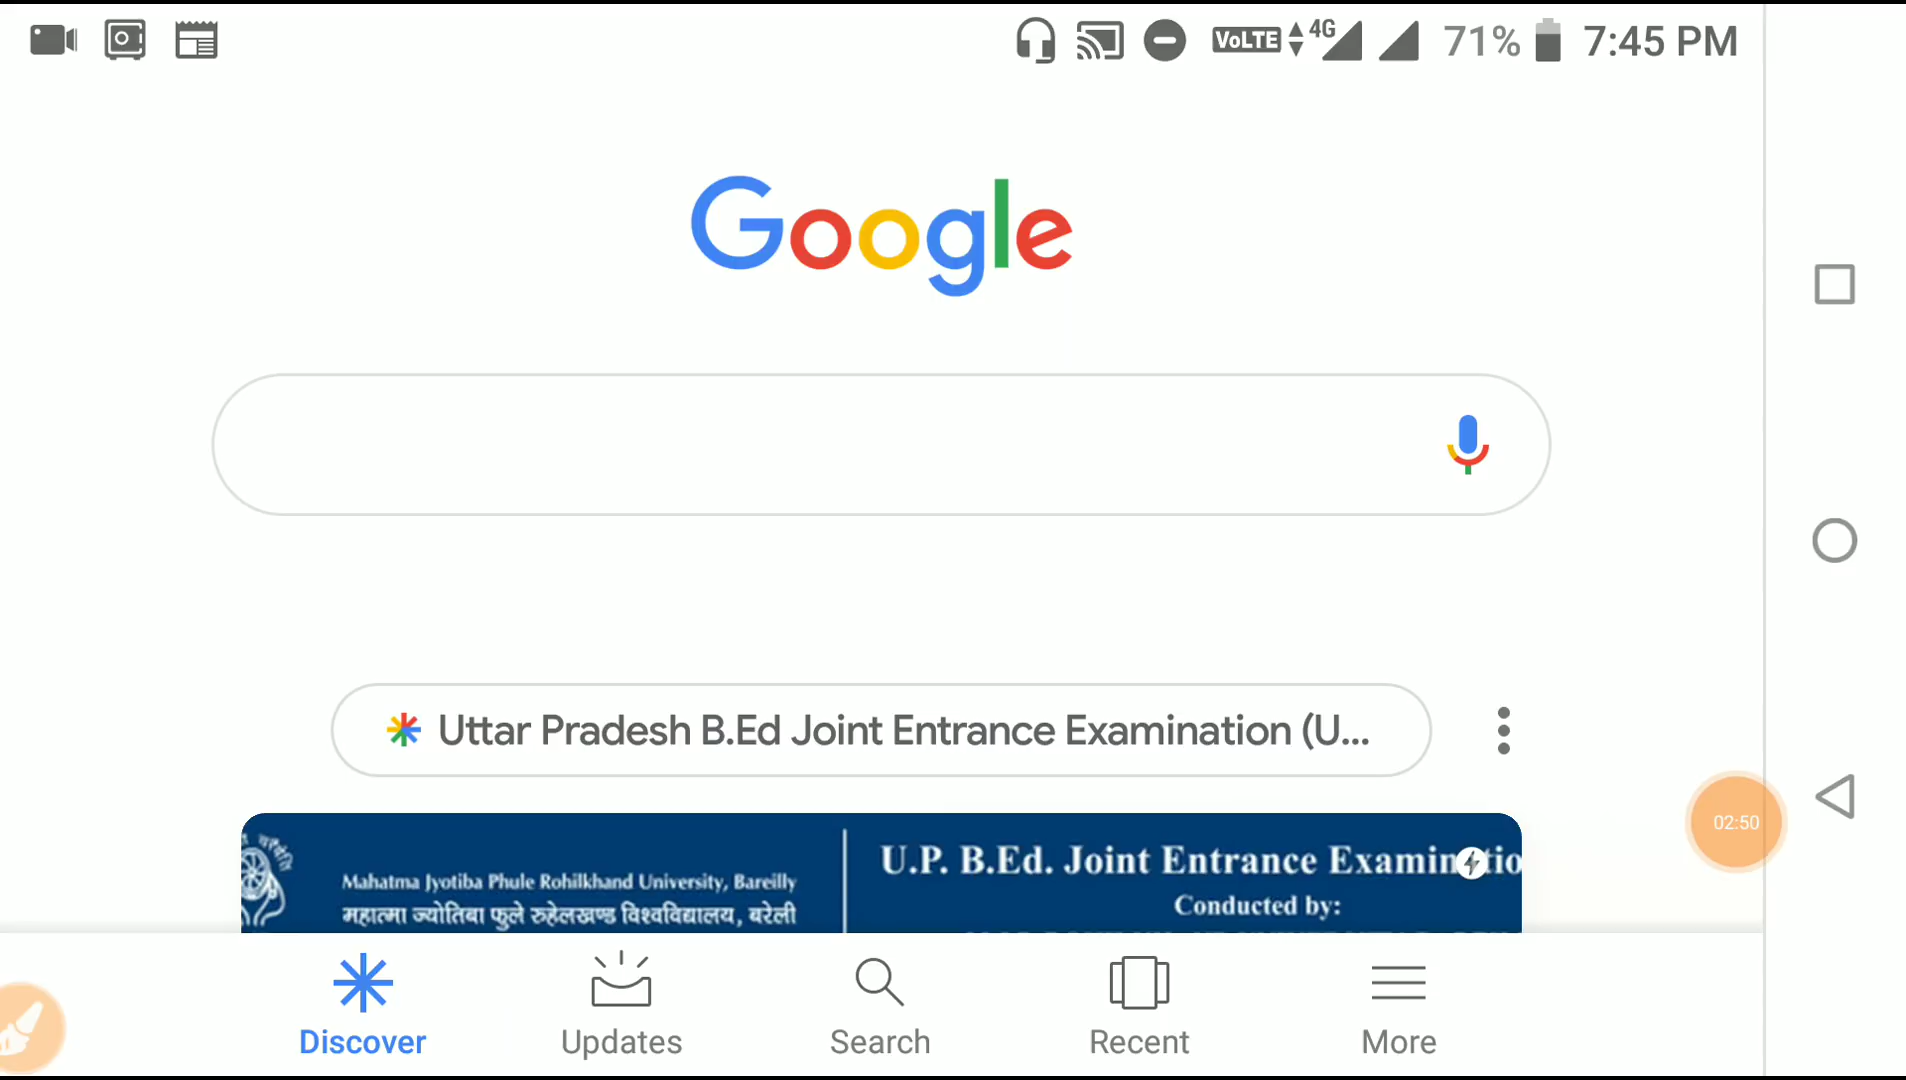 VoLTE 4G 71% 7:45 PM
Google
Uttar Pradesh B.Ed Joint Entrance Examination (U...
Mahatma Jyotiba Phule Rohilkhand University, Bareilly
महात्मा ज्योतिबा फुले रुहेलखण्ड विश्वविद्यालय, बरेली
U.P. B.Ed. Joint Entrance Examinatio
Conducted by:
02:50
Discover Updates Search Recent More